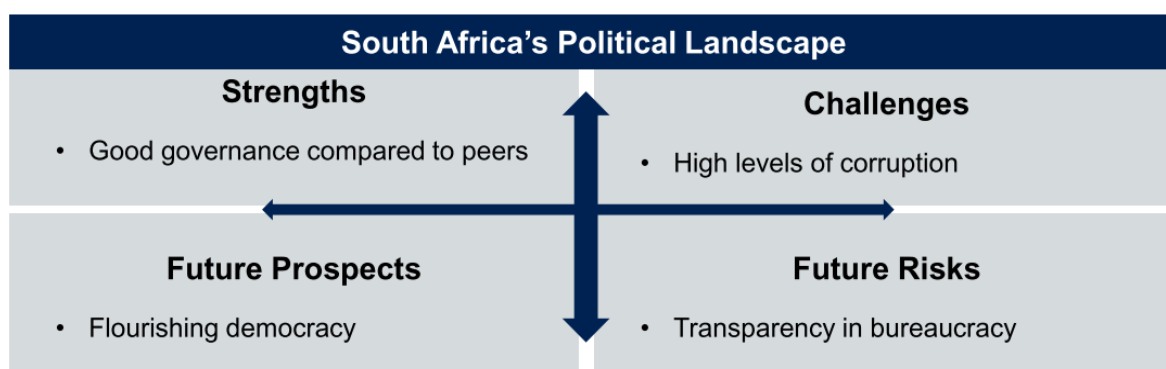 South Africa's Political Landscape
Strengths
• Good governance compared to peers
Challenges
• High levels of corruption
Future Prospects
• Flourishing democracy
Future Risks
• Transparency in bureaucracy